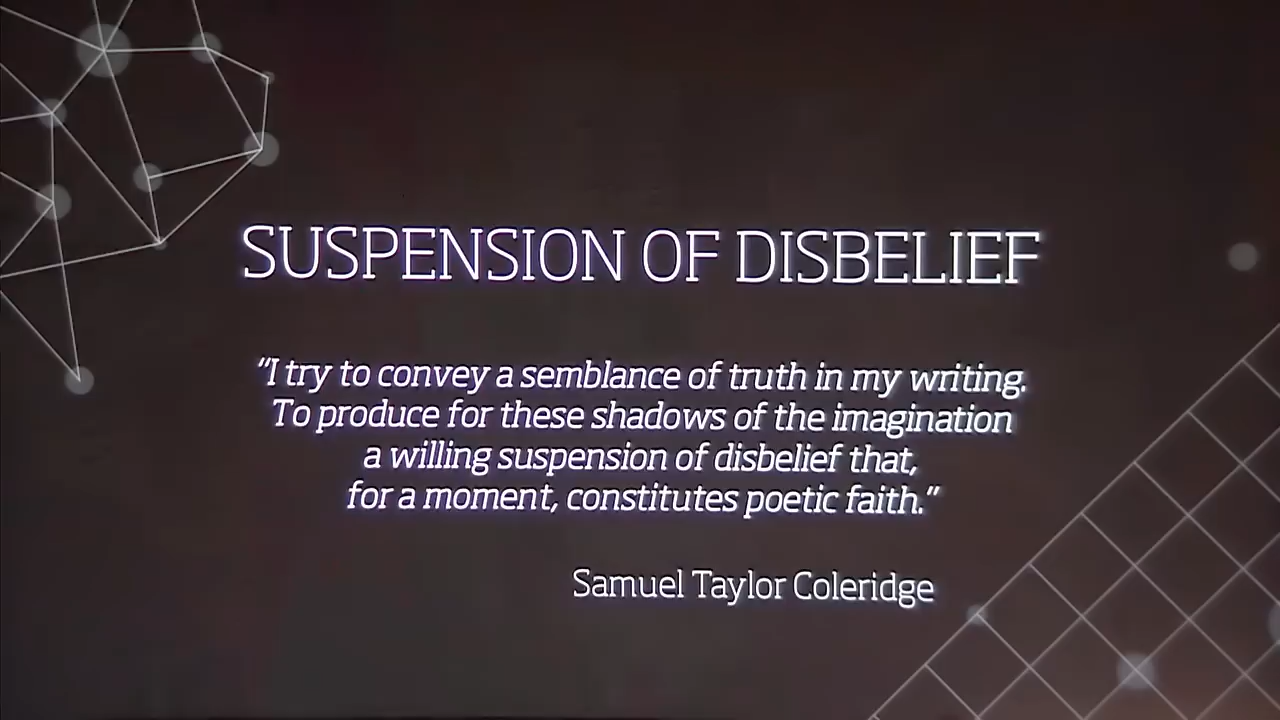 SUSPENSION OF DISBELIEF
“I try to convey a semblance of truth in my writing.
To produce for these shadows of the imagination
a willing suspension of disbelief that,
for a moment, constitutes poetic faith.”
Samuel Taylor Coleridge